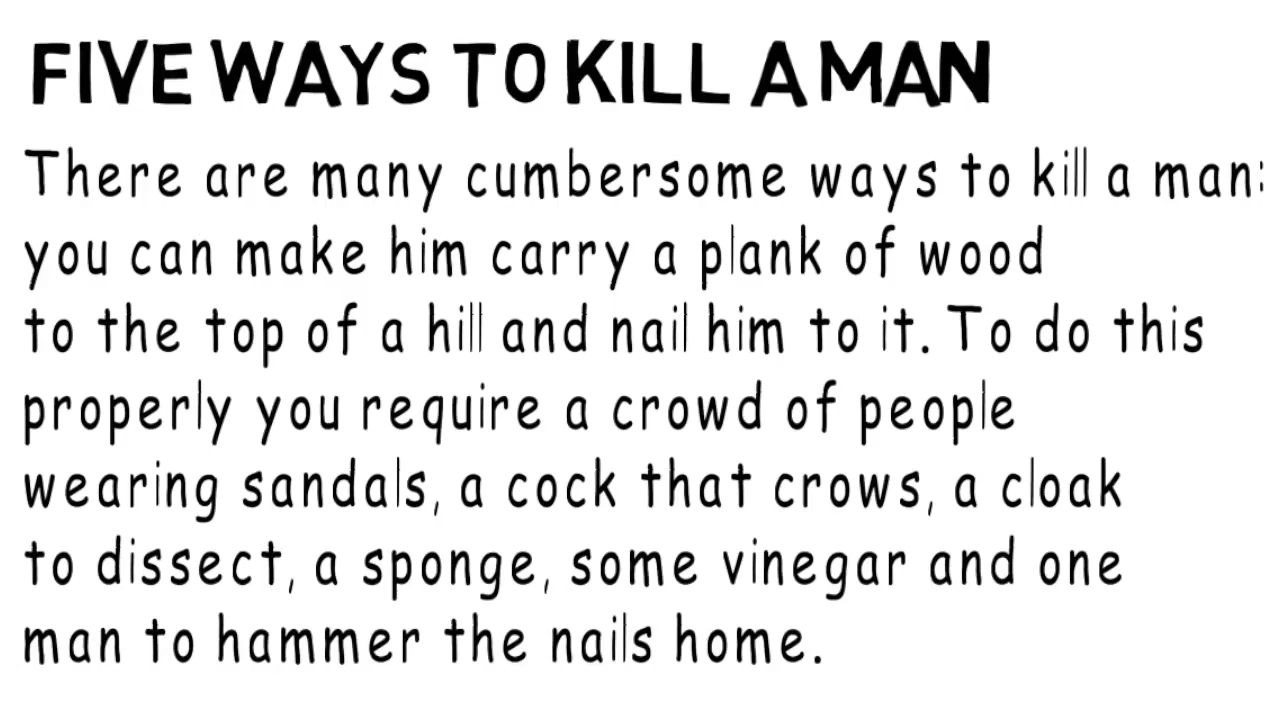 FIVE WAYS TO KILL A MAN
There are many cumbersome ways to kill a man:
you can make him carry a plank of wood
to the top of a hill and nail him to it. To do this
properly you require a crowd of people
wearing sandals, a cock that crows, a cloak
to dissect, a sponge, some vinegar and one
man to hammer the nails home.